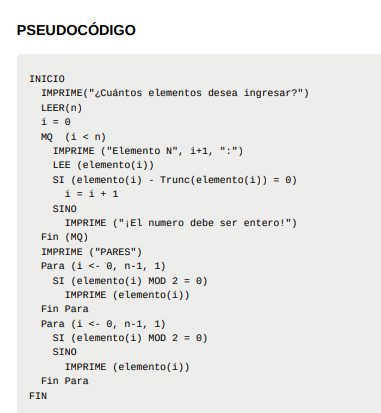 PSEUDOCÓDIGO
INICIO
IMPRIME("¿Cuántos elementos desea ingresar?")
LEER(n)
i = 0
MQ (i < n)
IMPRIME ("Elemento N", i+1, ":")
LEE (elemento(i))
SI (elemento(i) - Trunc(elemento(i)) = 0)
i = i + 1
SINO
IMPRIME ("¡El numero debe ser entero!")
Fin (MQ)
IMPRIME ("PARES")
Para (i <- 0, n-1, 1)
SI (elemento(i) MOD 2 = 0)
IMPRIME (elemento(i))
Fin Para
Para (i <- 0, n-1, 1)
SI (elemento(i) MOD 2 = 0)
SINO
IMPRIME (elemento(i))
Fin Para
FIN